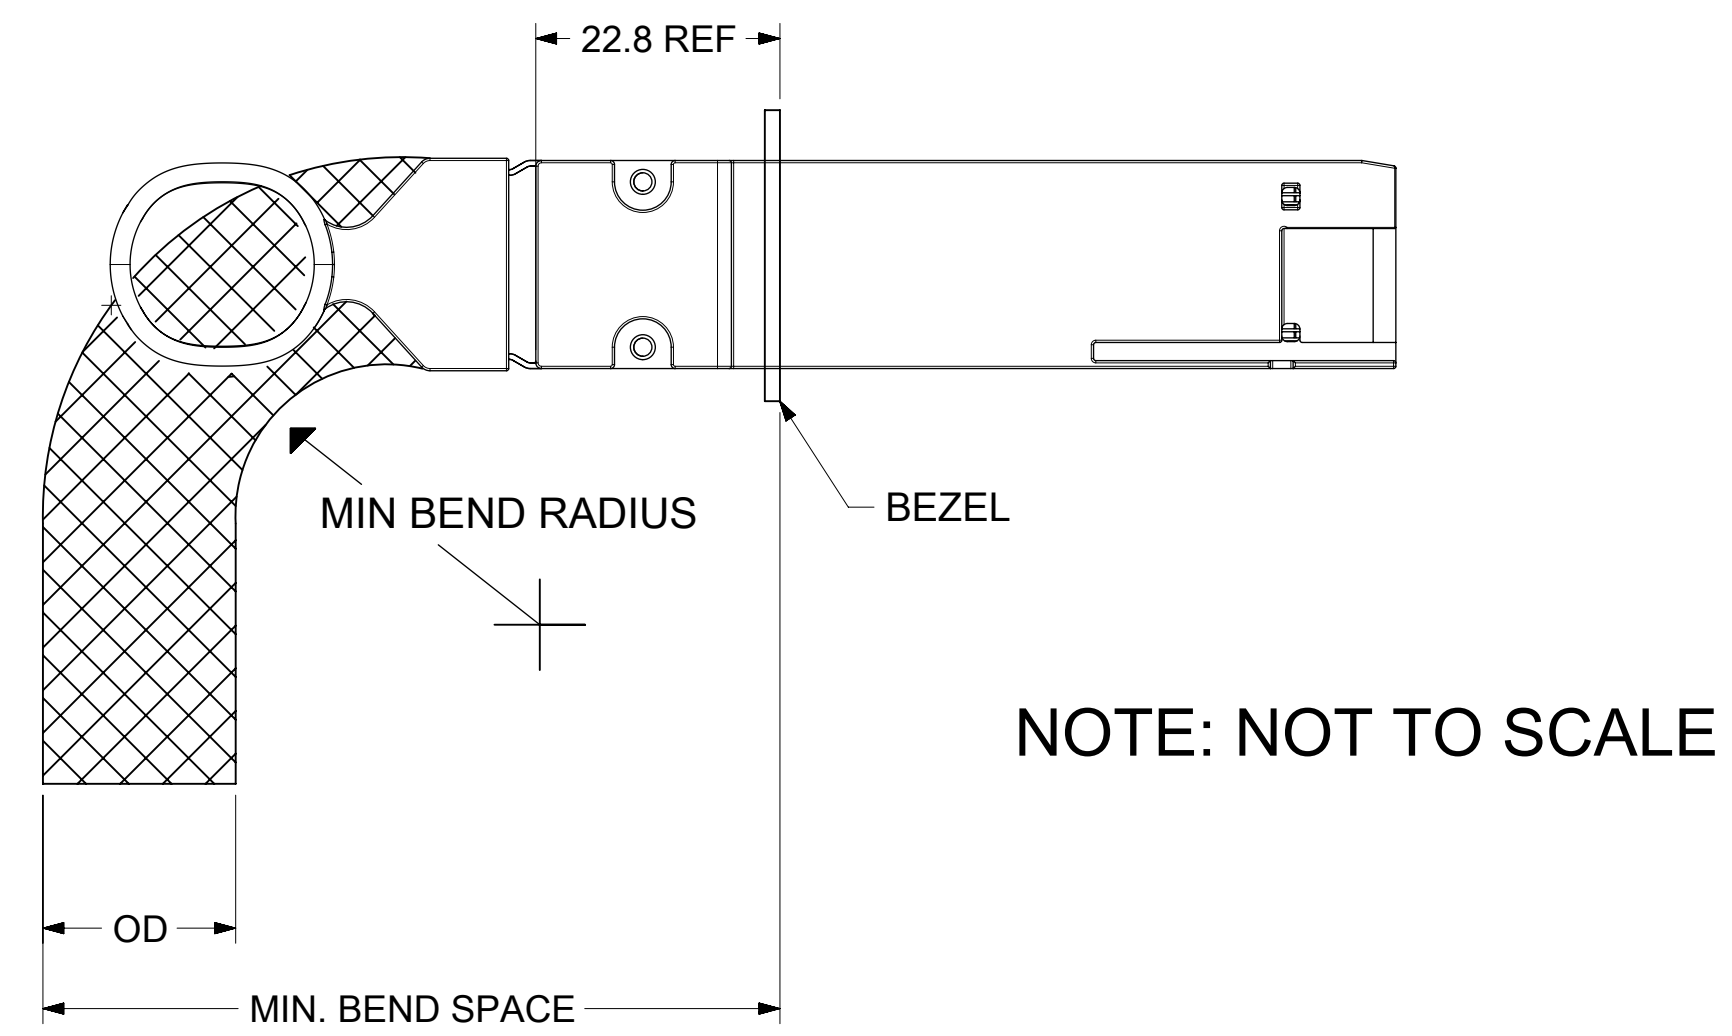 22.8 REF
MIN BEND RADIUS
BEZEL
NOTE: NOT TO SCALE
OD
MIN. BEND SPACE